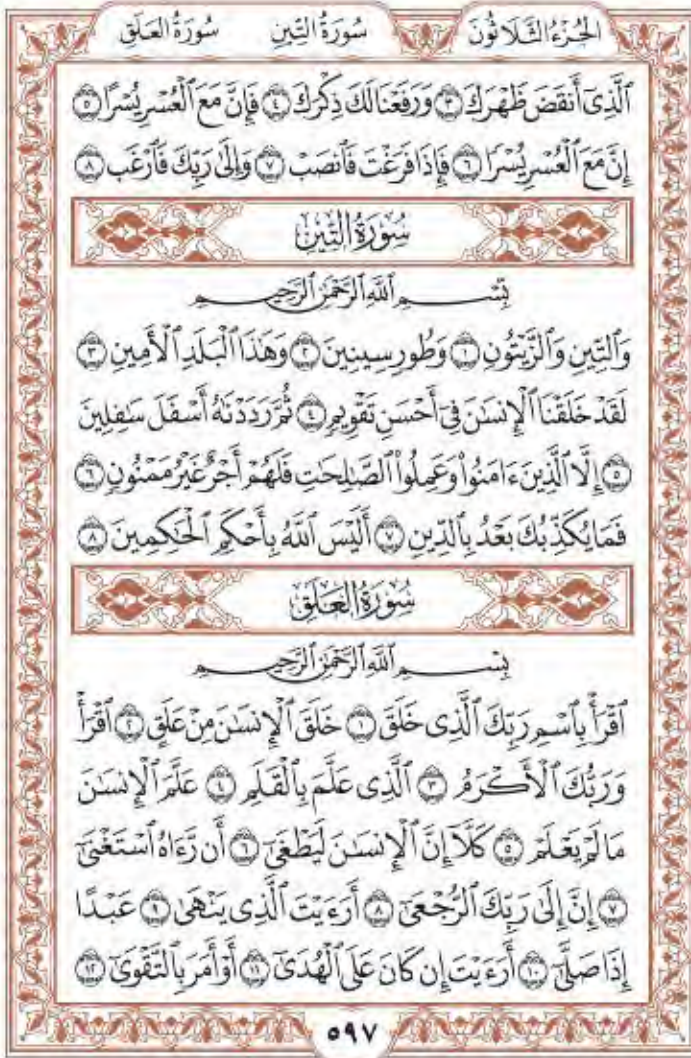 الجُزْءُ الثَّلَاثُونَ سُورَةُ التِّينِ سُورَةُ العَلَقِ
ٱلَّذِىٓ أَنقَضَ ظَهْرَكَ ۝٣ وَرَفَعْنَا لَكَ ذِكْرَكَ ۝٤ فَإِنَّ مَعَ ٱلْعُسْرِ يُسْرًا ۝٥
إِنَّ مَعَ ٱلْعُسْرِ يُسْرًا ۝٦ فَإِذَا فَرَغْتَ فَٱنصَبْ ۝٧ وَإِلَىٰ رَبِّكَ فَٱرْغَب ۝٨
سُورَةُ التِّينِ
بِسْمِ ٱللَّهِ ٱلرَّحْمَٰنِ ٱلرَّحِيمِ
وَٱلتِّينِ وَٱلزَّيْتُونِ ۝١ وَطُورِ سِينِينَ ۝٢ وَهَٰذَا ٱلْبَلَدِ ٱلْأَمِينِ ۝٣
لَقَدْ خَلَقْنَا ٱلْإِنسَٰنَ فِىٓ أَحْسَنِ تَقْوِيمٍ ۝٤ ثُمَّ رَدَدْنَٰهُ أَسْفَلَ سَٰفِلِينَ
۝٥ إِلَّا ٱلَّذِينَ ءَامَنُوا۟ وَعَمِلُوا۟ ٱلصَّٰلِحَٰتِ فَلَهُمْ أَجْرٌ غَيْرُ مَمْنُونٍ ۝٦
فَمَا يُكَذِّبُكَ بَعْدُ بِٱلدِّينِ ۝٧ أَلَيْسَ ٱللَّهُ بِأَحْكَمِ ٱلْحَٰكِمِينَ ۝٨
سُورَةُ العَلَقِ
بِسْمِ ٱللَّهِ ٱلرَّحْمَٰنِ ٱلرَّحِيمِ
ٱقْرَأْ بِٱسْمِ رَبِّكَ ٱلَّذِى خَلَقَ ۝١ خَلَقَ ٱلْإِنسَٰنَ مِنْ عَلَقٍ ۝٢ ٱقْرَأْ
وَرَبُّكَ ٱلْأَكْرَمُ ۝٣ ٱلَّذِى عَلَّمَ بِٱلْقَلَمِ ۝٤ عَلَّمَ ٱلْإِنسَٰنَ
مَا لَمْ يَعْلَمْ ۝٥ كَلَّآ إِنَّ ٱلْإِنسَٰنَ لَيَطْغَىٰٓ ۝٦ أَن رَّءَاهُ ٱسْتَغْنَىٰٓ
۝٧ إِنَّ إِلَىٰ رَبِّكَ ٱلرُّجْعَىٰٓ ۝٨ أَرَءَيْتَ ٱلَّذِى يَنْهَىٰ ۝٩ عَبْدًا
إِذَا صَلَّىٰٓ ۝١٠ أَرَءَيْتَ إِن كَانَ عَلَى ٱلْهُدَىٰٓ ۝١١ أَوْ أَمَرَ بِٱلتَّقْوَىٰٓ ۝١٢
٥٩٧